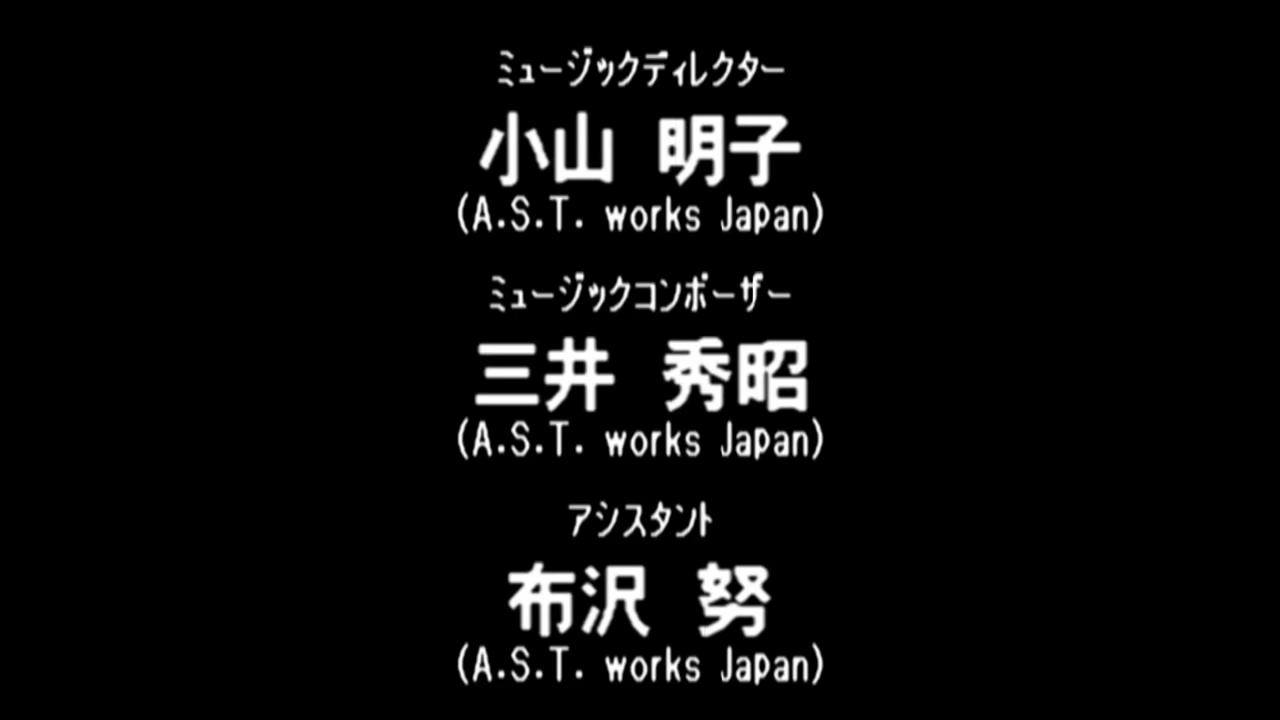 ミュージックディレクター
小山 明子
(A.S.T. works Japan)
ミュージックコンポーザー
三井 秀昭
(A.S.T. works Japan)
アシスタント
布沢 努
(A.S.T. works Japan)